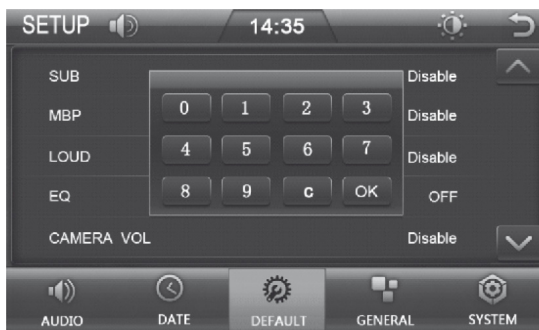 SETUP 14:35
SUB Disable
MBP Disable
LOUD Disable
EQ OFF
CAMERA VOL Disable
0 1 2 3
4 5 6 7
8 9 c OK
AUDIO DATE DEFAULT GENERAL SYSTEM